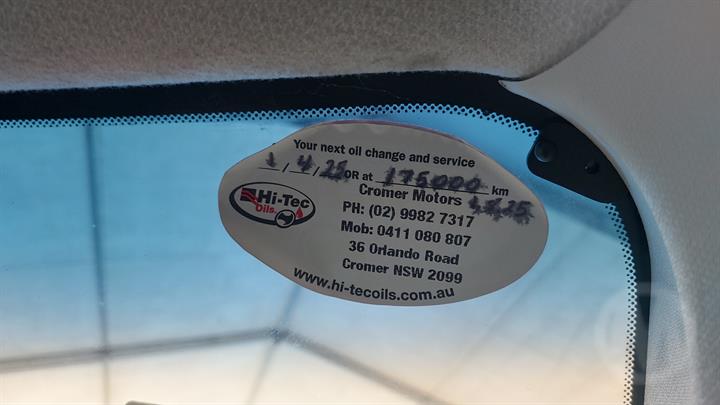 Your next oil change and service
1 / 4 / 25 OR at 175000 km
Hi-Tec
Oils
Cromer Motors
PH: (02) 9982 7317
Mob: 0411 080 807
36 Orlando Road
Cromer NSW 2099
www.hi-tecoils.com.au